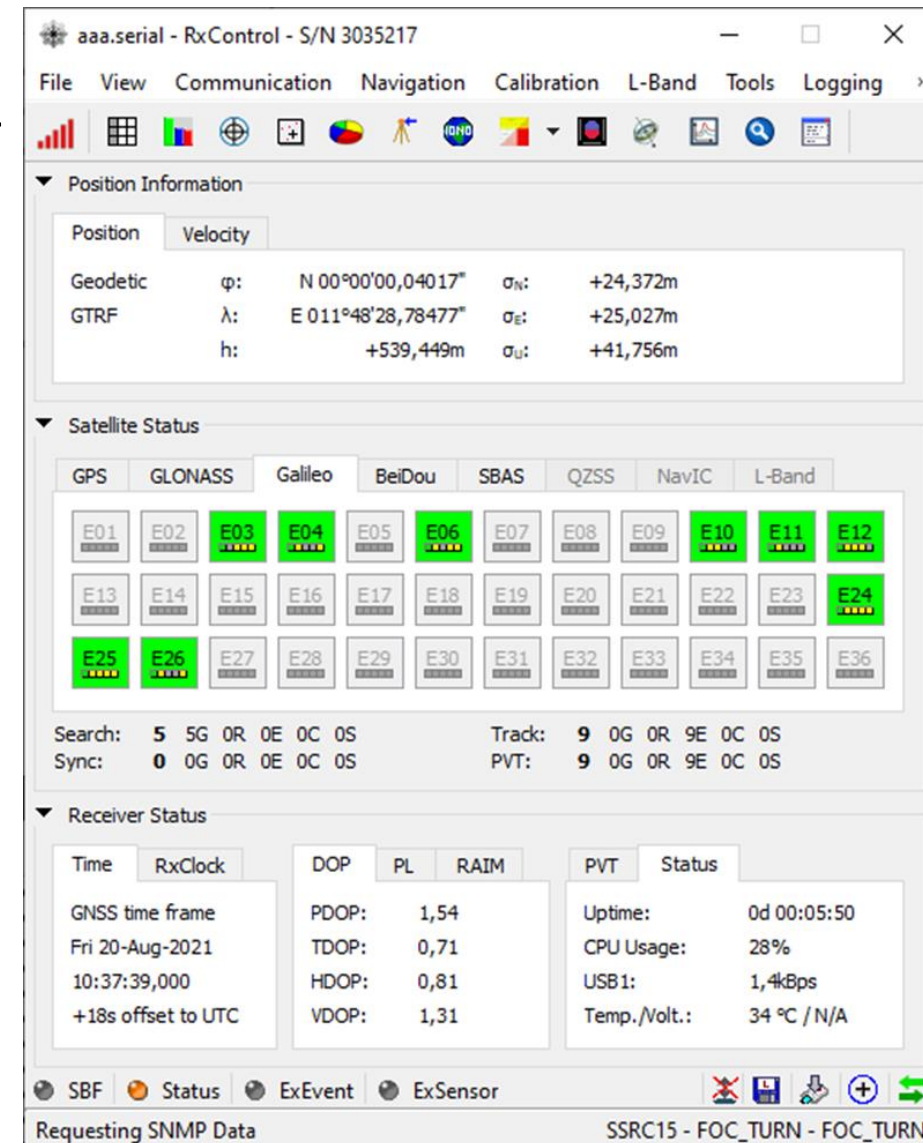 aaa.serial - RxControl - S/N 3035217
File View Communication Navigation Calibration L-Band Tools Logging »
IONO
Position Information
Position Velocity
Geodetic φ: N 00°00'00,04017" σN: +24,372m
GTRF λ: E 011°48'28,78477" σE: +25,027m
h: +539,449m σU: +41,756m
Satellite Status
GPS GLONASS Galileo BeiDou SBAS QZSS NavIC L-Band
E01 E02 E03 E04 E05 E06 E07 E08 E09 E10 E11 E12
E13 E14 E15 E16 E17 E18 E19 E20 E21 E22 E23 E24
E25 E26 E27 E28 E29 E30 E31 E32 E33 E34 E35 E36
Search: 5 5G 0R 0E 0C 0S Track: 9 0G 0R 9E 0C 0S
Sync: 0 0G 0R 0E 0C 0S PVT: 9 0G 0R 9E 0C 0S
Receiver Status
Time RxClock DOP PL RAIM PVT Status
GNSS time frame PDOP: 1,54 Uptime: 0d 00:05:50
Fri 20-Aug-2021 TDOP: 0,71 CPU Usage: 28%
10:37:39,000 HDOP: 0,81 USB1: 1,4kBps
+18s offset to UTC VDOP: 1,31 Temp./Volt.: 34 °C / N/A
SBF Status ExEvent ExSensor
Requesting SNMP Data SSRC15 - FOC_TURN - FOC_TURN